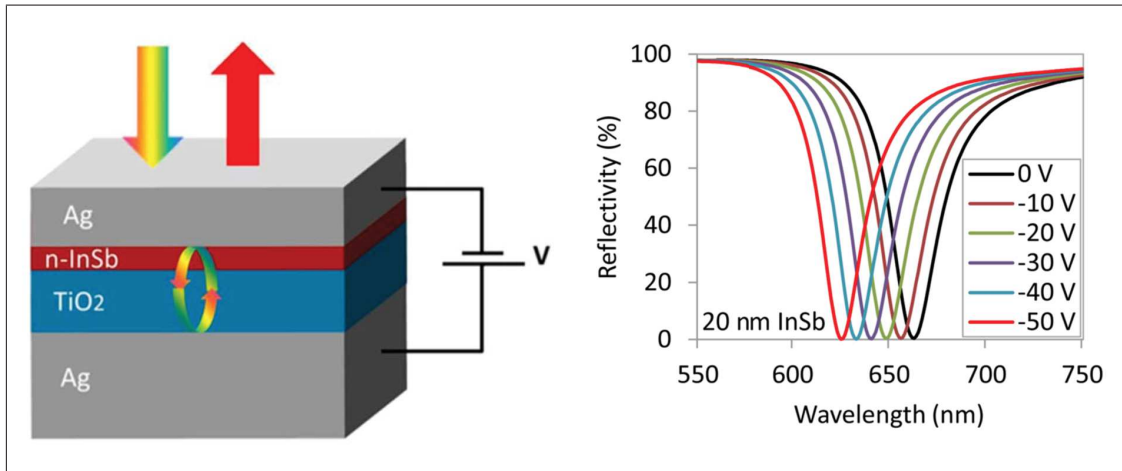 Ag
n-InSb
TiO2
Ag
V
Reflectivity (%)
100
80
60
40
20
0
0 V
-10 V
-20 V
-30 V
-40 V
-50 V
20 nm InSb
550 600 650 700 750
Wavelength (nm)